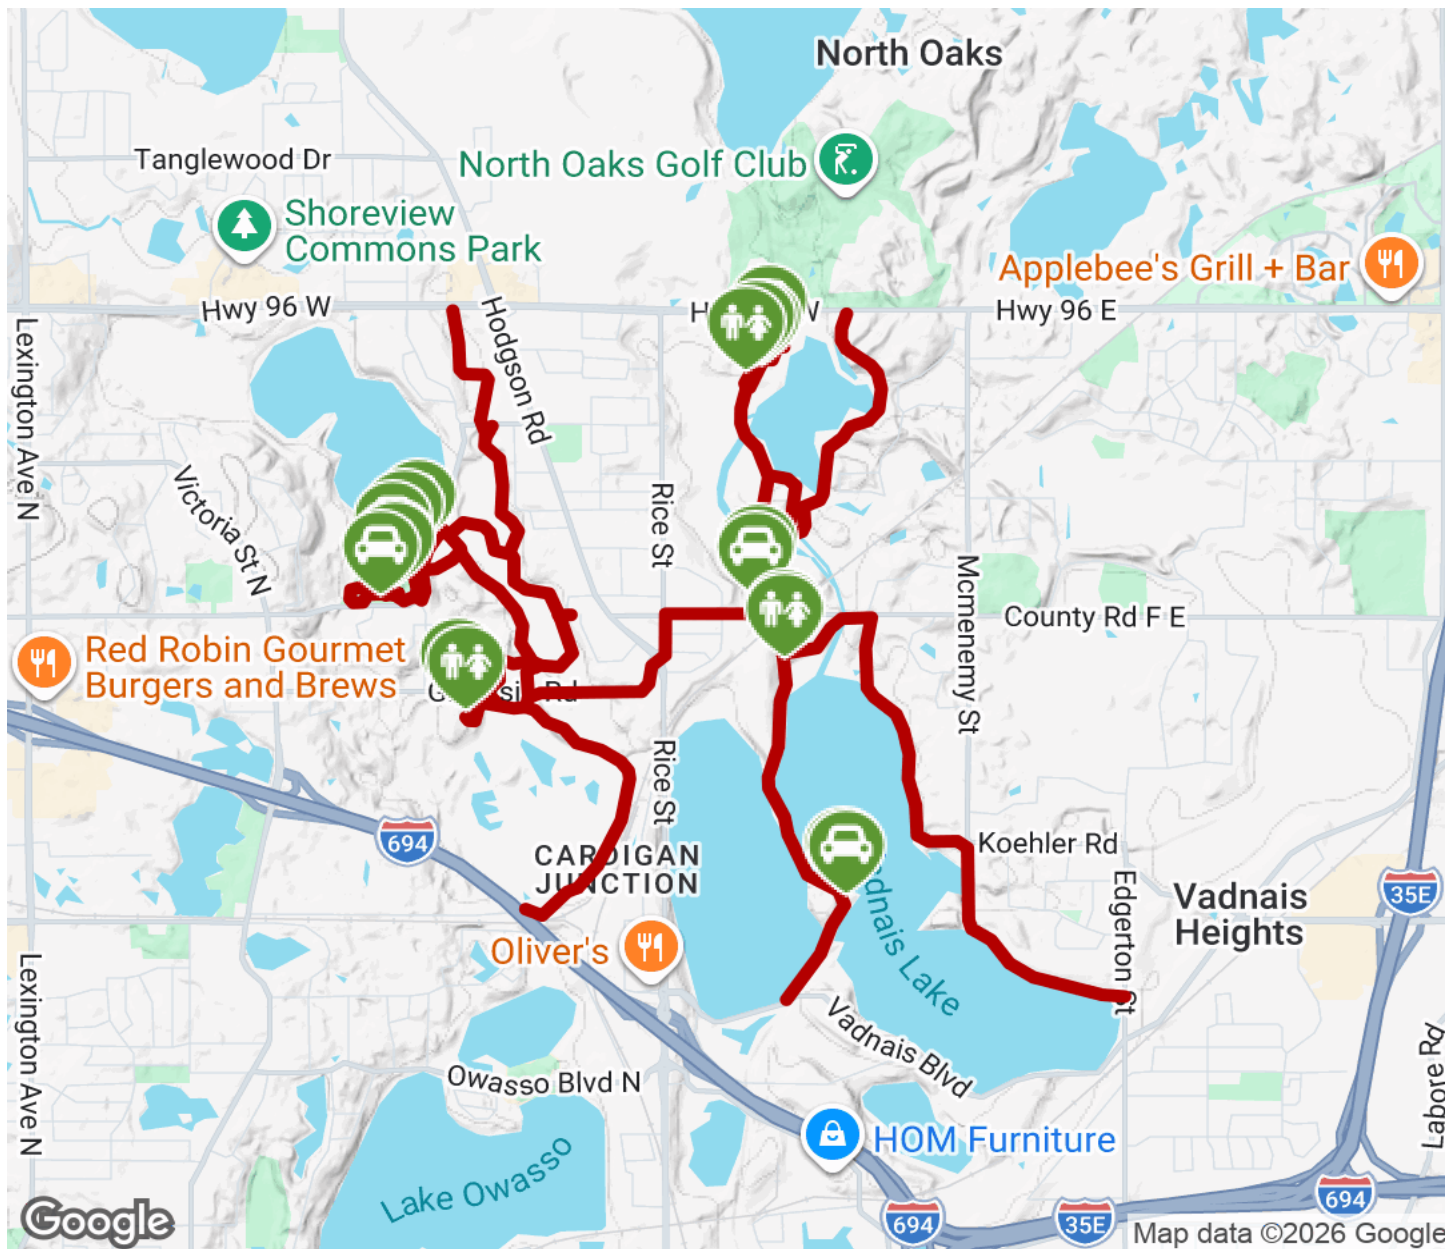 North Oaks
Tanglewood Dr
North Oaks Golf Club
Shoreview
Commons Park
Applebee's Grill + Bar
Hwy 96 W
Hwy 96 E
Hodgson Rd
Lexington Ave N
Victoria St N
Rice St
Mcmenemy St
County Rd F E
Red Robin Gourmet
Burgers and Brews
Rd
Rice St
694
CARDIGAN
JUNCTION
Koehler Rd
Edgerton St
Vadnais
Heights
35E
Oliver's
Lake
Lexington Ave N
Vadnais Blvd
Owasso Blvd N
Labore Rd
HOM Furniture
Lake Owasso
694
694
35E
Google
Map data ©2026 Google